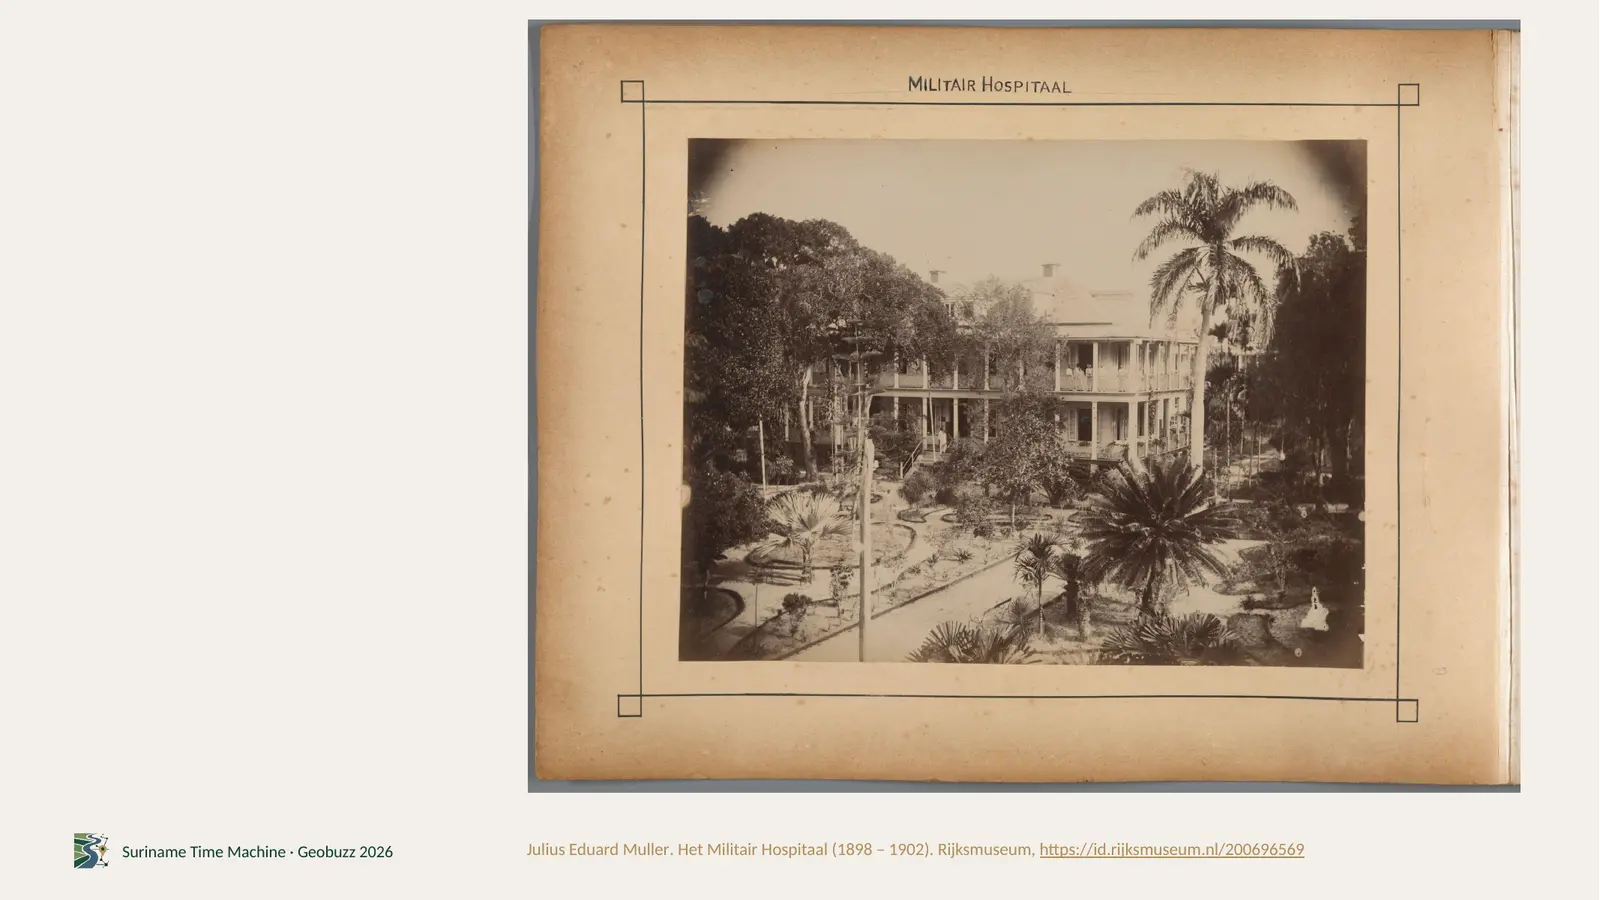 MILITAIR HOSPITAAL
Suriname Time Machine · Geobuzz 2026
Julius Eduard Muller. Het Militair Hospitaal (1898 – 1902). Rijksmuseum, https://id.rijksmuseum.nl/200696569